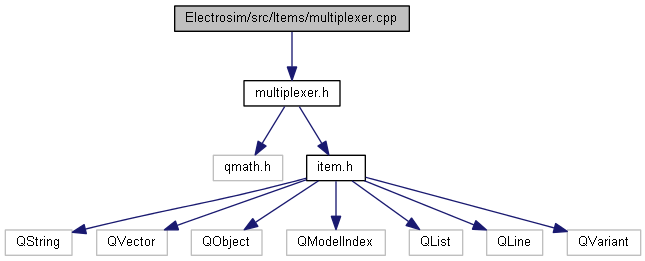 Electrosim/src/Items/multiplexer.cpp
multiplexer.h
qmath.h
item.h
QString
QVector
QObject
QModelIndex
QList
QLine
QVariant